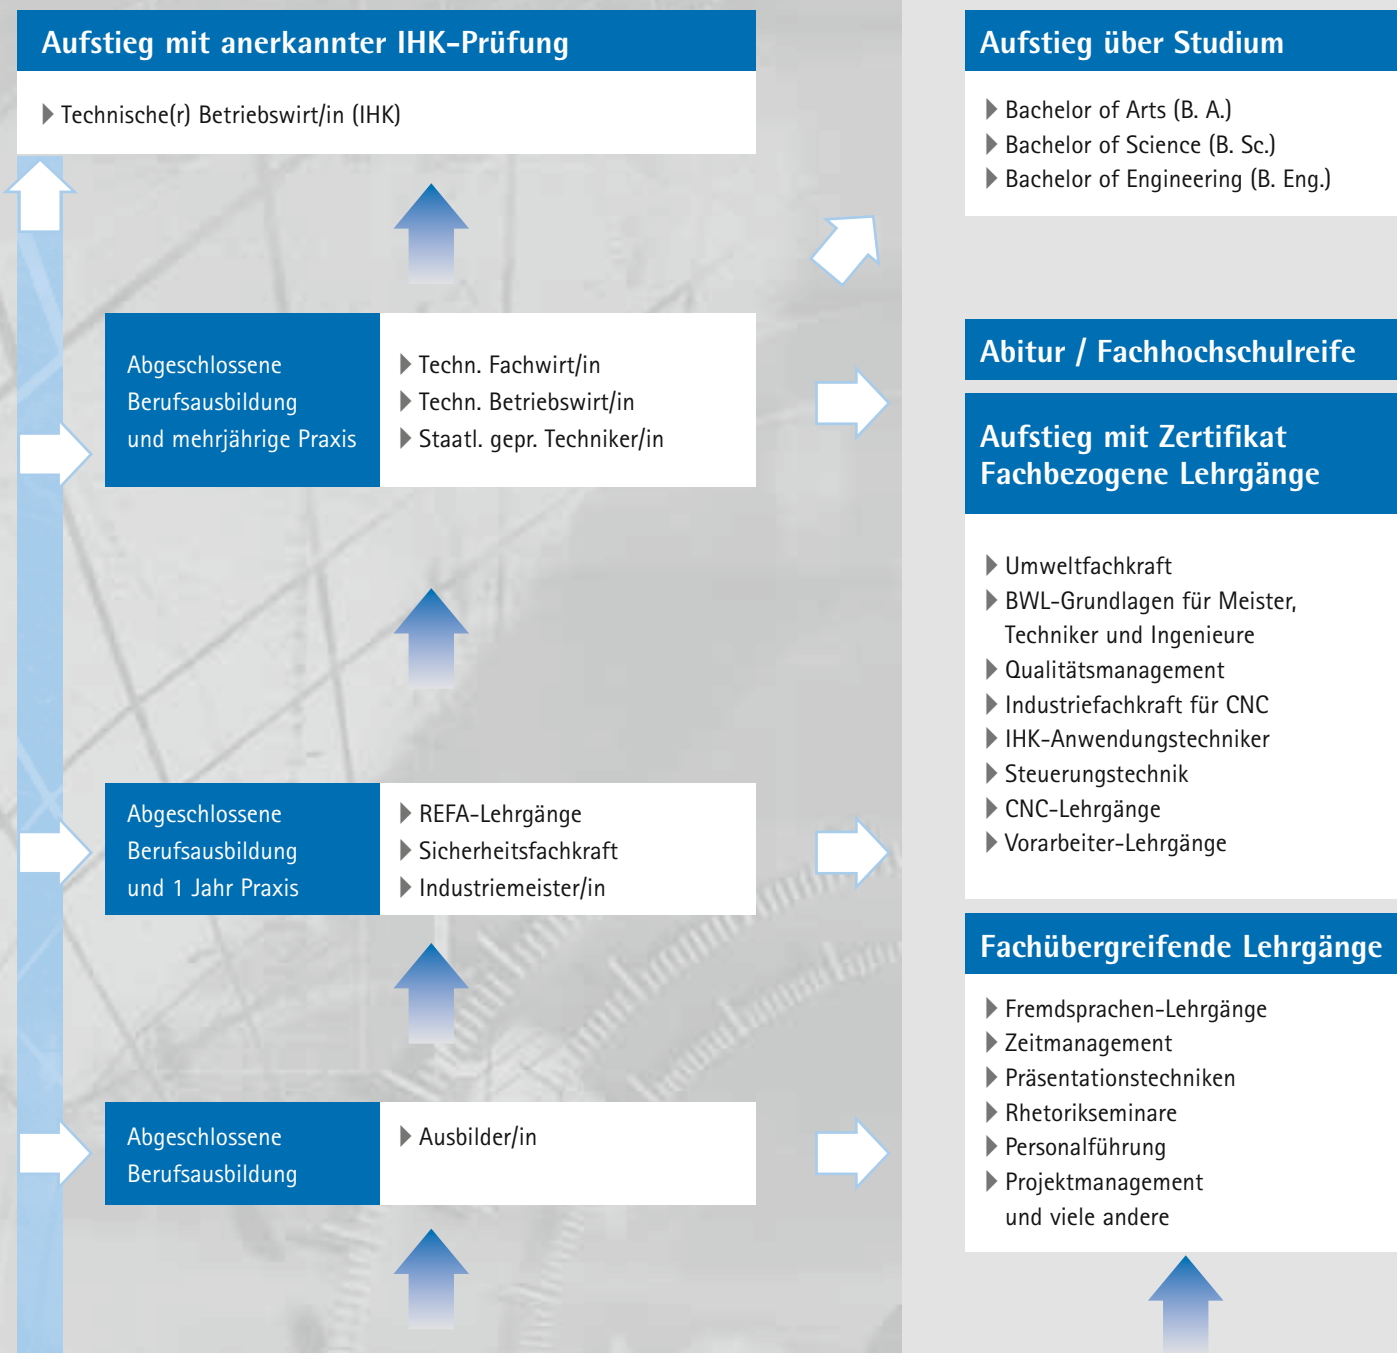 Aufstieg mit anerkannter IHK-Prüfung
Technische(r) Betriebswirt/in (IHK)
Abgeschlossene
Berufsausbildung
und mehrjährige Praxis
Techn. Fachwirt/in
Techn. Betriebswirt/in
Staatl. gepr. Techniker/in
Abgeschlossene
Berufsausbildung
und 1 Jahr Praxis
REFA-Lehrgänge
Sicherheitsfachkraft
Industriemeister/in
Abgeschlossene
Berufsausbildung
Ausbilder/in
Aufstieg über Studium
Bachelor of Arts (B. A.)
Bachelor of Science (B. Sc.)
Bachelor of Engineering (B. Eng.)
Abitur / Fachhochschulreife
Aufstieg mit Zertifikat
Fachbezogene Lehrgänge
Umweltfachkraft
BWL-Grundlagen für Meister,
Techniker und Ingenieure
Qualitätsmanagement
Industriefachkraft für CNC
IHK-Anwendungstechniker
Steuerungstechnik
CNC-Lehrgänge
Vorarbeiter-Lehrgänge
Fachübergreifende Lehrgänge
Fremdsprachen-Lehrgänge
Zeitmanagement
Präsentationstechniken
Rhetorikseminare
Personalführung
Projektmanagement
und viele andere